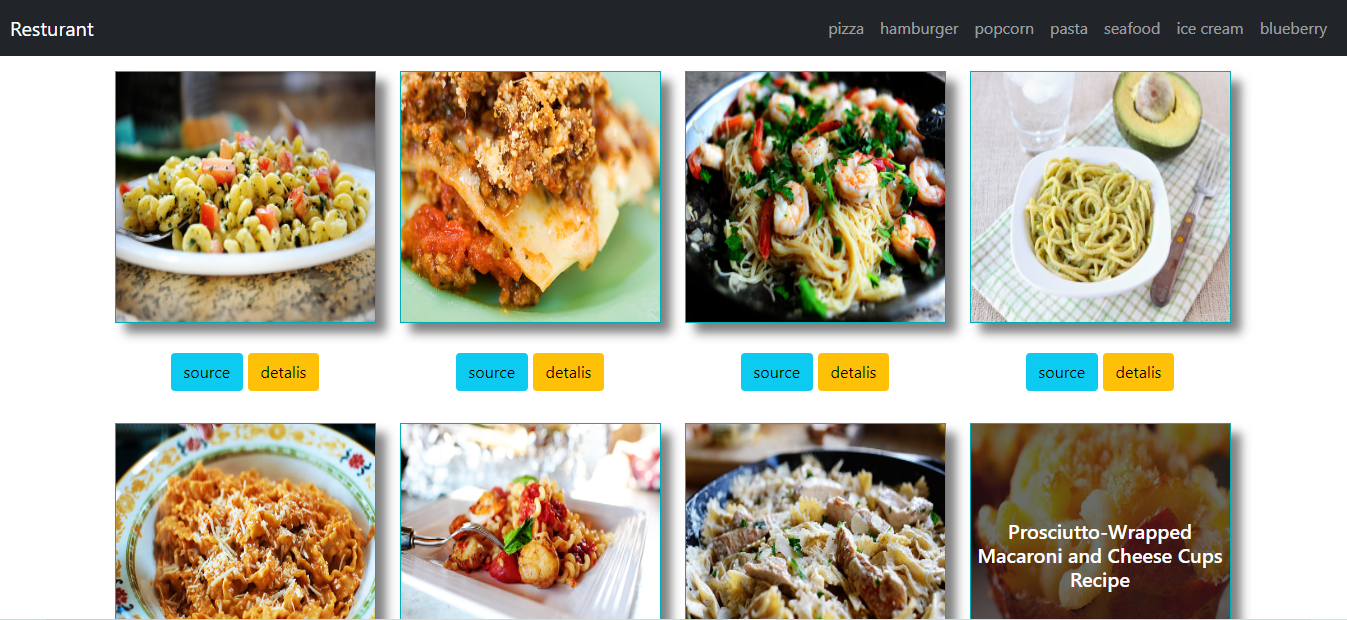 Resturant
pizza hamburger popcorn pasta seafood ice cream blueberry
source detalis source detalis source detalis source detalis
Prosciutto-Wrapped
Macaroni and Cheese Cups
Recipe